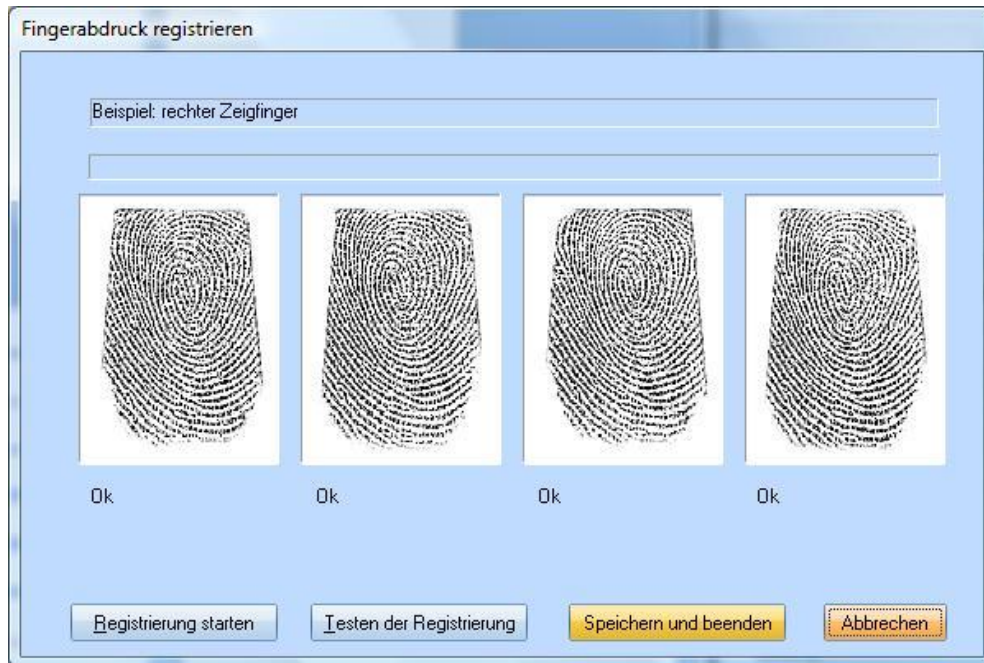 Fingerabdruck registrieren
Beispiel: rechter Zeigfinger
Ok Ok Ok Ok
Registrierung starten Testen der Registrierung Speichern und beenden Abbrechen